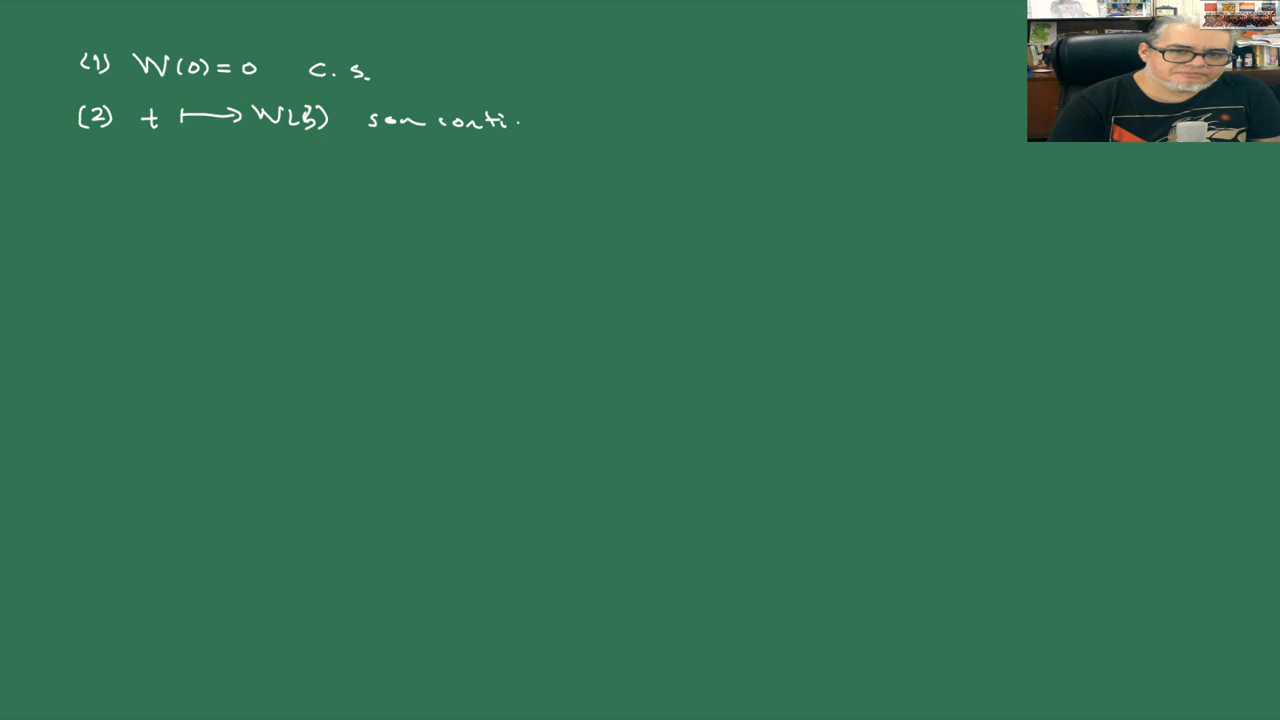 (1) W(0) = 0 c. s.
(2) t ⟼ W(t) son conti.